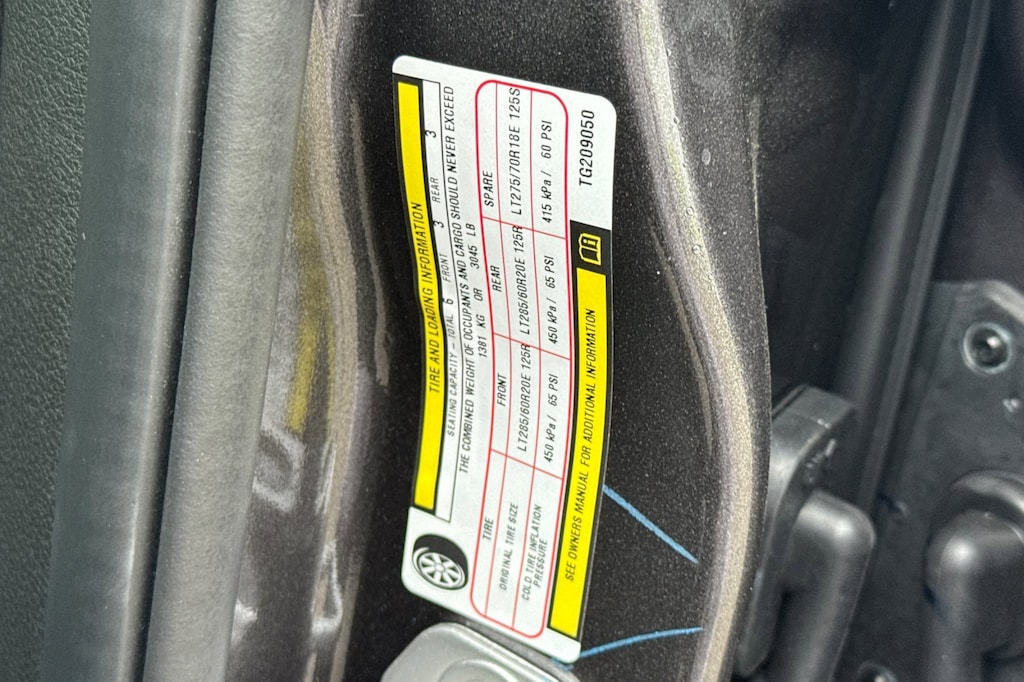 TIRE AND LOADING INFORMATION
SEATING CAPACITY – TOTAL 6 FRONT 3 REAR 3
THE COMBINED WEIGHT OF OCCUPANTS AND CARGO SHOULD NEVER EXCEED
1381 KG OR 3045 LB
TIRE FRONT REAR SPARE
ORIGINAL TIRE SIZE LT285/60R20E 125R LT285/60R20E 125R LT275/70R18E 125S
COLD TIRE INFLATION PRESSURE 450 kPa / 65 PSI 450 kPa / 65 PSI 415 kPa / 60 PSI
SEE OWNERS MANUAL FOR ADDITIONAL INFORMATION
TG209050